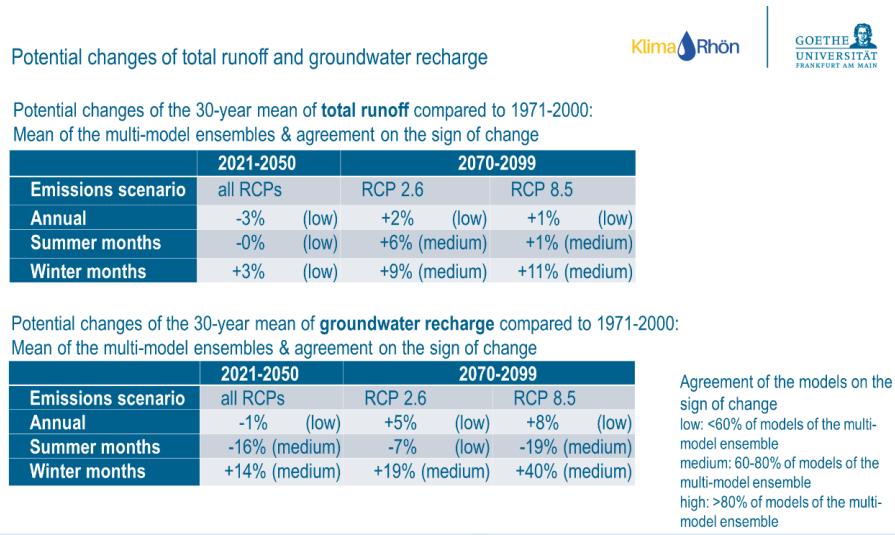 Klima Rhön
GOETHE
UNIVERSITÄT
FRANKFURT AM MAIN
Potential changes of total runoff and groundwater recharge
Potential changes of the 30-year mean of total runoff compared to 1971-2000:
Mean of the multi-model ensembles & agreement on the sign of change
2021-2050 2070-2099
Emissions scenario all RCPs RCP 2.6 RCP 8.5
Annual -3% (low) +2% (low) +1% (low)
Summer months -0% (low) +6% (medium) +1% (medium)
Winter months +3% (low) +9% (medium) +11% (medium)
Potential changes of the 30-year mean of groundwater recharge compared to 1971-2000:
Mean of the multi-model ensembles & agreement on the sign of change
2021-2050 2070-2099
Emissions scenario all RCPs RCP 2.6 RCP 8.5
Annual -1% (low) +5% (low) +8% (low)
Summer months -16% (medium) -7% (low) -19% (medium)
Winter months +14% (medium) +19% (medium) +40% (medium)
Agreement of the models on the
sign of change
low: <60% of models of the multi-
model ensemble
medium: 60-80% of models of the
multi-model ensemble
high: >80% of models of the multi-
model ensemble